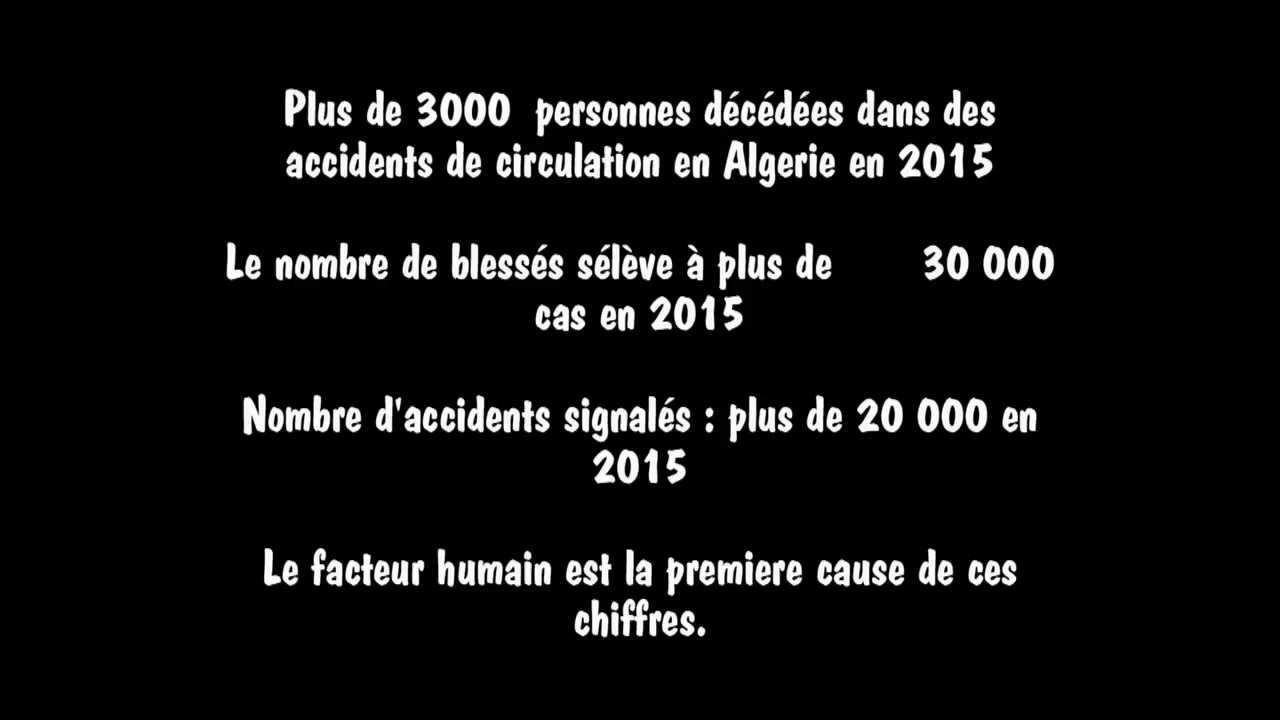 Plus de 3000 personnes décédées dans des
accidents de circulation en Algerie en 2015
Le nombre de blessés sélève à plus de 30 000
cas en 2015
Nombre d'accidents signalés : plus de 20 000 en
2015
Le facteur humain est la premiere cause de ces
chiffres.